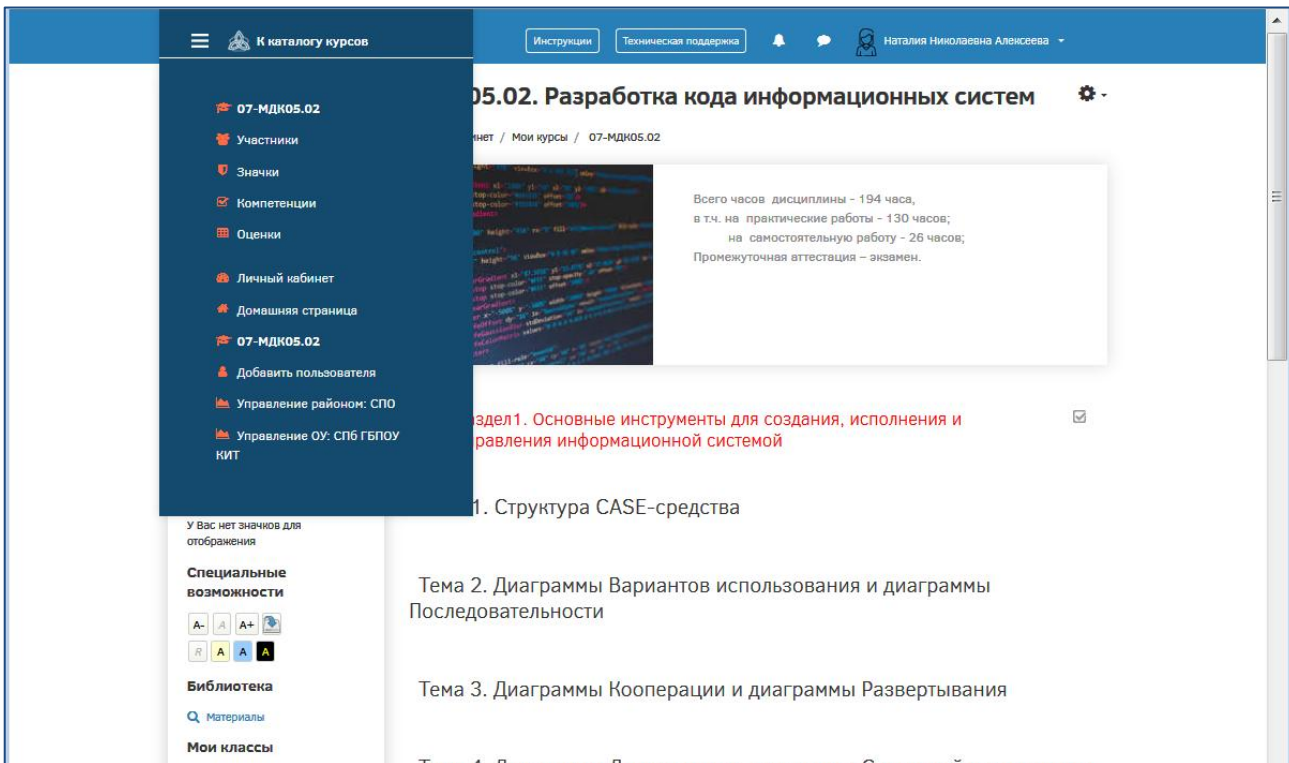 К каталогу курсов
Инструкции
Техническая поддержка
Наталия Николаевна Алексеева
07-МДК05.02
Участники
Значки
Компетенции
Оценки
Личный кабинет
Домашняя страница
07-МДК05.02
Добавить пользователя
Управление районом: СПО
Управление ОУ: СПб ГБПОУ
КИТ
05.02. Разработка кода информационных систем
инет / Мои курсы / 07-МДК05.02
Всего часов дисциплины - 194 часа,
в т.ч. на практические работы - 130 часов;
на самостоятельную работу - 26 часов;
Промежуточная аттестация – экзамен.
здел1. Основные инструменты для создания, исполнения и
равления информационной системой
1. Структура CASE-средства
Тема 2. Диаграммы Вариантов использования и диаграммы
Последовательности
Тема 3. Диаграммы Кооперации и диаграммы Развертывания
У Вас нет значков для
отображения
Специальные
возможности
A- A A+
R A A A
Библиотека
Материалы
Мои классы